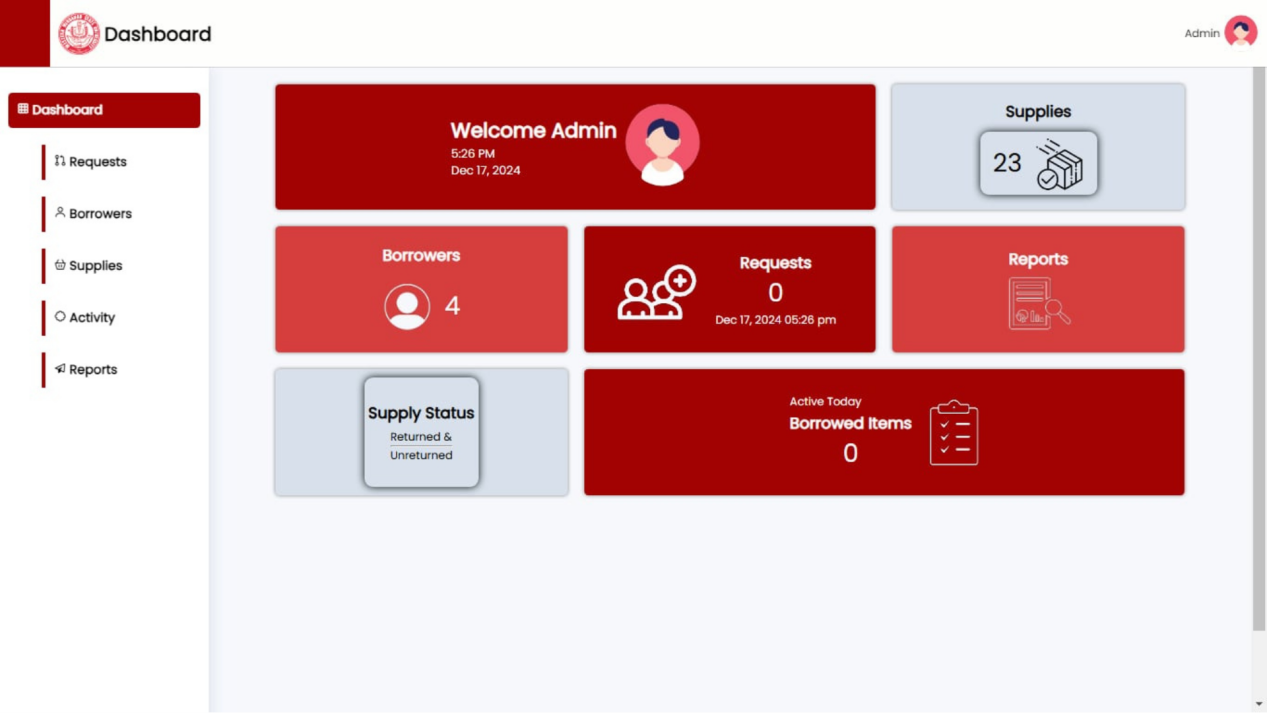 Dashboard
Admin
Dashboard
Requests
Borrowers
Supplies
Activity
Reports
Welcome Admin
5:26 PM
Dec 17, 2024
Supplies
23
Borrowers
4
Requests
0
Dec 17, 2024 05:26 pm
Reports
Supply Status
Returned &
Unreturned
Active Today
Borrowed Items
0